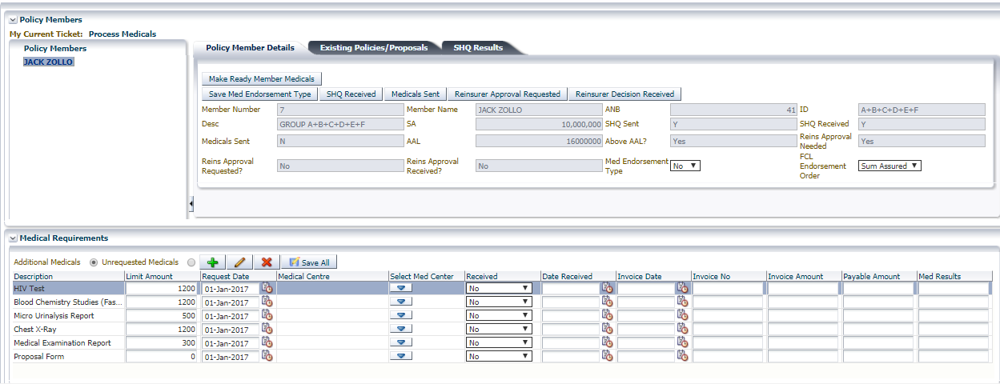 Policy Members
My Current Ticket: Process Medicals
Policy Members
JACK ZOLLO
Policy Member Details Existing Policies/Proposals SHQ Results
Make Ready Member Medicals
Save Med Endorsement Type SHQ Received Medicals Sent Reinsurer Approval Requested Reinsurer Decision Received
Member Number 7 Member Name JACK ZOLLO ANB 41 ID A+B+C+D+E+F
Desc GROUP A+B+C+D+E+F SA 10,000,000 SHQ Sent Y SHQ Received Y
Medicals Sent N AAL 16000000 Above AAL? Yes Reins Approval Needed Yes
Reins Approval Requested? No Reins Approval Received? No Med Endorsement Type No FCL Endorsement Order Sum Assured
Medical Requirements
Additional Medicals Unrequested Medicals Save All
Description Limit Amount Request Date Medical Centre Select Med Center Received Date Received Invoice Date Invoice No Invoice Amount Payable Amount Med Results
HIV Test 1200 01-Jan-2017 No
Blood Chemistry Studies (Fas... 1200 01-Jan-2017 No
Micro Urinalysis Report 500 01-Jan-2017 No
Chest X-Ray 1200 01-Jan-2017 No
Medical Examination Report 300 01-Jan-2017 No
Proposal Form 0 01-Jan-2017 No